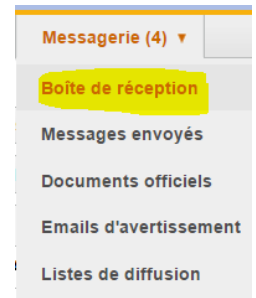 Messagerie (4) ▼
Boîte de réception
Messages envoyés
Documents officiels
Emails d'avertissement
Listes de diffusion